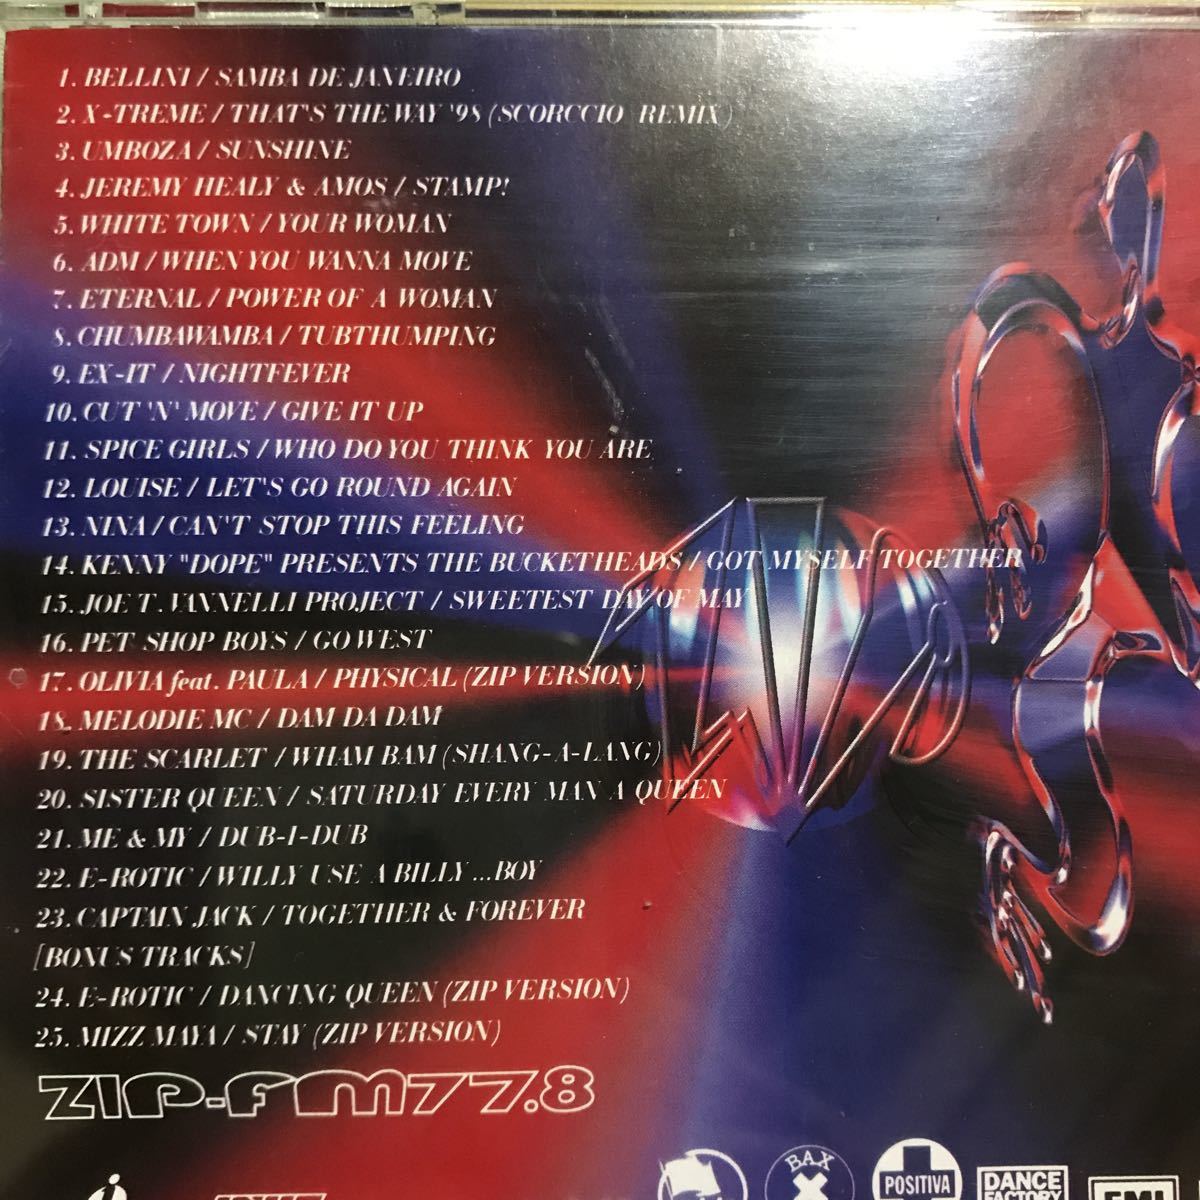 1. BELLINI / SAMBA DE JANEIRO
2. X-TREME / THAT'S THE WAY '98 (SCORCCIO REMIX)
3. UMBOZA / SUNSHINE
4. JEREMY HEALY & AMOS / STAMP!
5. WHITE TOWN / YOUR WOMAN
6. ADM / WHEN YOU WANNA MOVE
7. ETERNAL / POWER OF A WOMAN
8. CHUMBAWAMBA / TUBTHUMPING
9. EX-IT / NIGHTFEVER
10. CUT 'N' MOVE / GIVE IT UP
11. SPICE GIRLS / WHO DO YOU THINK YOU ARE
12. LOUISE / LET'S GO ROUND AGAIN
13. NINA / CAN'T STOP THIS FEELING
14. KENNY "DOPE" PRESENTS THE BUCKETHEADS / GOT MYSELF TOGETHER
15. JOE T. VANNELLI PROJECT / SWEETEST DAY OF MAY
16. PET SHOP BOYS / GO WEST
17. OLIVIA feat. PAULA / PHYSICAL (ZIP VERSION)
18. MELODIE MC / DAM DA DAM
19. THE SCARLET / WHAM BAM (SHANG-A-LANG)
20. SISTER QUEEN / SATURDAY EVERY MAN A QUEEN
21. ME & MY / DUB-I-DUB
22. E-ROTIC / WILLY USE A BILLY ...BOY
23. CAPTAIN JACK / TOGETHER & FOREVER
[BONUS TRACKS]
24. E-ROTIC / DANCING QUEEN (ZIP VERSION)
25. MIZZ MAYA / STAY (ZIP VERSION)
ZIP-FM 77.8
BAX
POSITIVA
DANCE
FACTORY